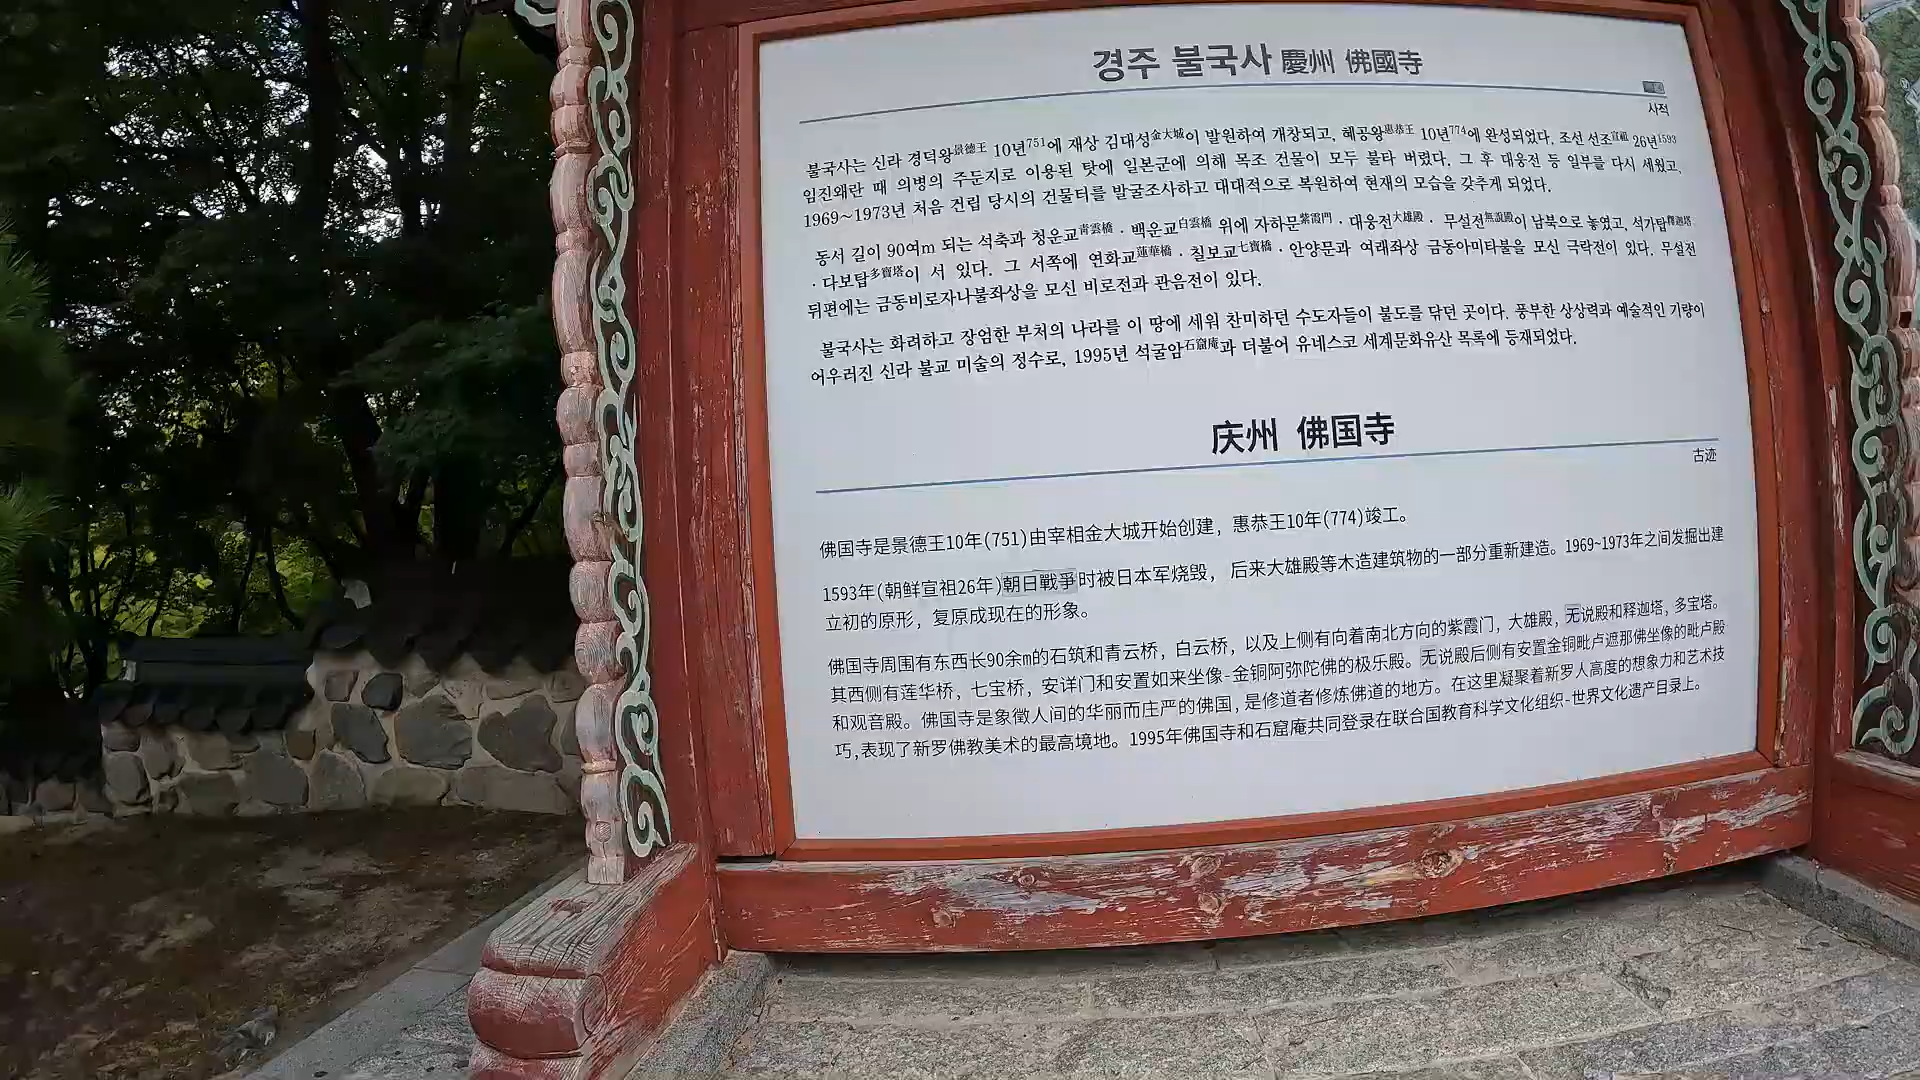 경주 불국사 慶州 佛國寺
사적
불국사는 신라 경덕왕景德王 10년751에 재상 김대성金大城이 발원하여 개창되고, 혜공왕惠恭王 10년774에 완성되었다. 조선 선조宣祖 26년1593
임진왜란 때 의병의 주둔지로 이용된 탓에 일본군에 의해 목조 건물이 모두 불타 버렸다. 그 후 대웅전 등 일부를 다시 세웠고,
1969~1973년 처음 건립 당시의 건물터를 발굴조사하고 대대적으로 복원하여 현재의 모습을 갖추게 되었다.
동서 길이 90여m 되는 석축과 청운교靑雲橋 · 백운교白雲橋 위에 자하문紫霞門 · 대웅전大雄殿 · 무설전無說殿이 남북으로 놓였고, 석가탑釋迦塔
· 다보탑多寶塔이 서 있다. 그 서쪽에 연화교蓮華橋 · 칠보교七寶橋 · 안양문과 여래좌상 금동아미타불을 모신 극락전이 있다. 무설전
뒤편에는 금동비로자나불좌상을 모신 비로전과 관음전이 있다.
불국사는 화려하고 장엄한 부처의 나라를 이 땅에 세워 찬미하던 수도자들이 불도를 닦던 곳이다. 풍부한 상상력과 예술적인 기량이
어우러진 신라 불교 미술의 정수로, 1995년 석굴암石窟庵과 더불어 유네스코 세계문화유산 목록에 등재되었다.
庆州 佛国寺
古迹
佛国寺是景德王10年(751)由宰相金大城开始创建，惠恭王10年(774)竣工。
1593年(朝鲜宣祖26年)朝日戰爭时被日本军烧毁， 后来大雄殿等木造建筑物的一部分重新建造。1969~1973年之间发掘出建
立初的原形，复原成现在的形象。
佛国寺周围有东西长90余m的石筑和青云桥，白云桥，以及上侧有向着南北方向的紫霞门，大雄殿，无说殿和释迦塔，多宝塔。
其西侧有莲华桥，七宝桥，安详门和安置如来坐像-金铜阿弥陀佛的极乐殿。无说殿后侧有安置金铜毗卢遮那佛坐像的毗卢殿
和观音殿。佛国寺是象徵人间的华丽而庄严的佛国，是修道者修炼佛道的地方。在这里凝聚着新罗人高度的想象力和艺术技
巧,表现了新罗佛教美术的最高境地。1995年佛国寺和石窟庵共同登录在联合国教育科学文化组织-世界文化遗产目录上。